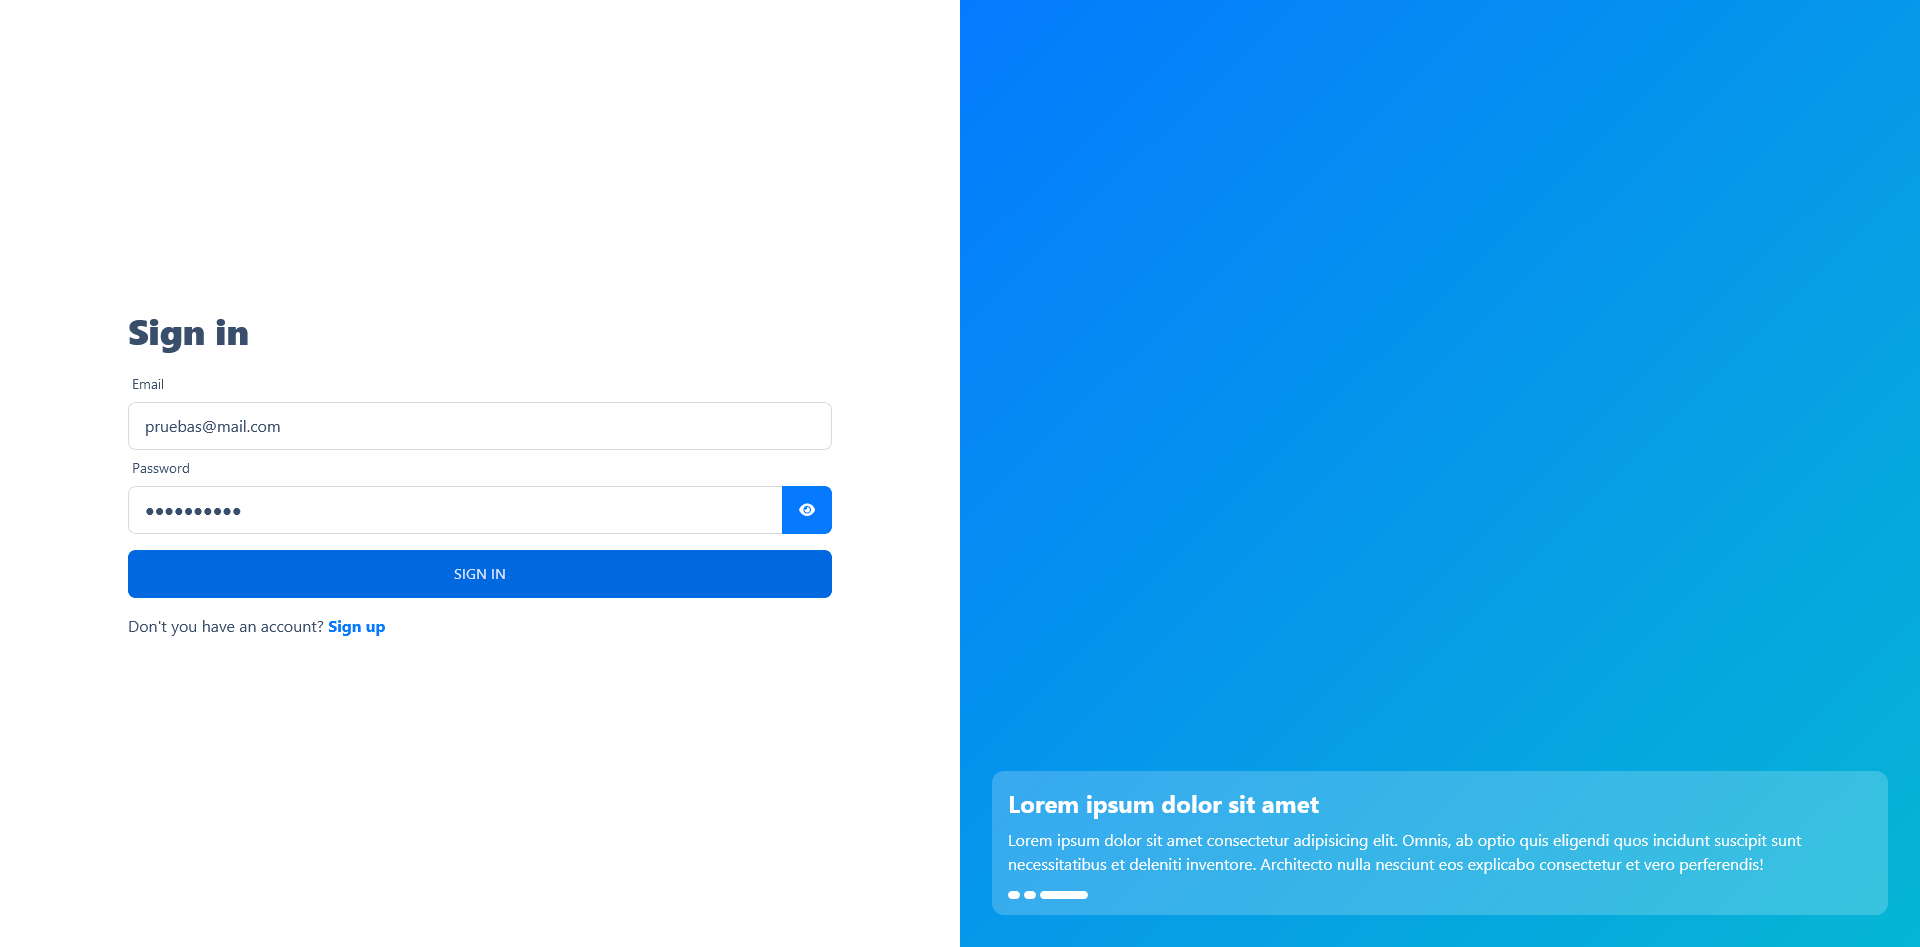 Sign in
Email
pruebas@mail.com
Password
••••••••••
SIGN IN
Don't you have an account? Sign up
Lorem ipsum dolor sit amet
Lorem ipsum dolor sit amet consectetur adipisicing elit. Omnis, ab optio quis eligendi quos incidunt suscipit sunt
necessitatibus et deleniti inventore. Architecto nulla nesciunt eos explicabo consectetur et vero perferendis!